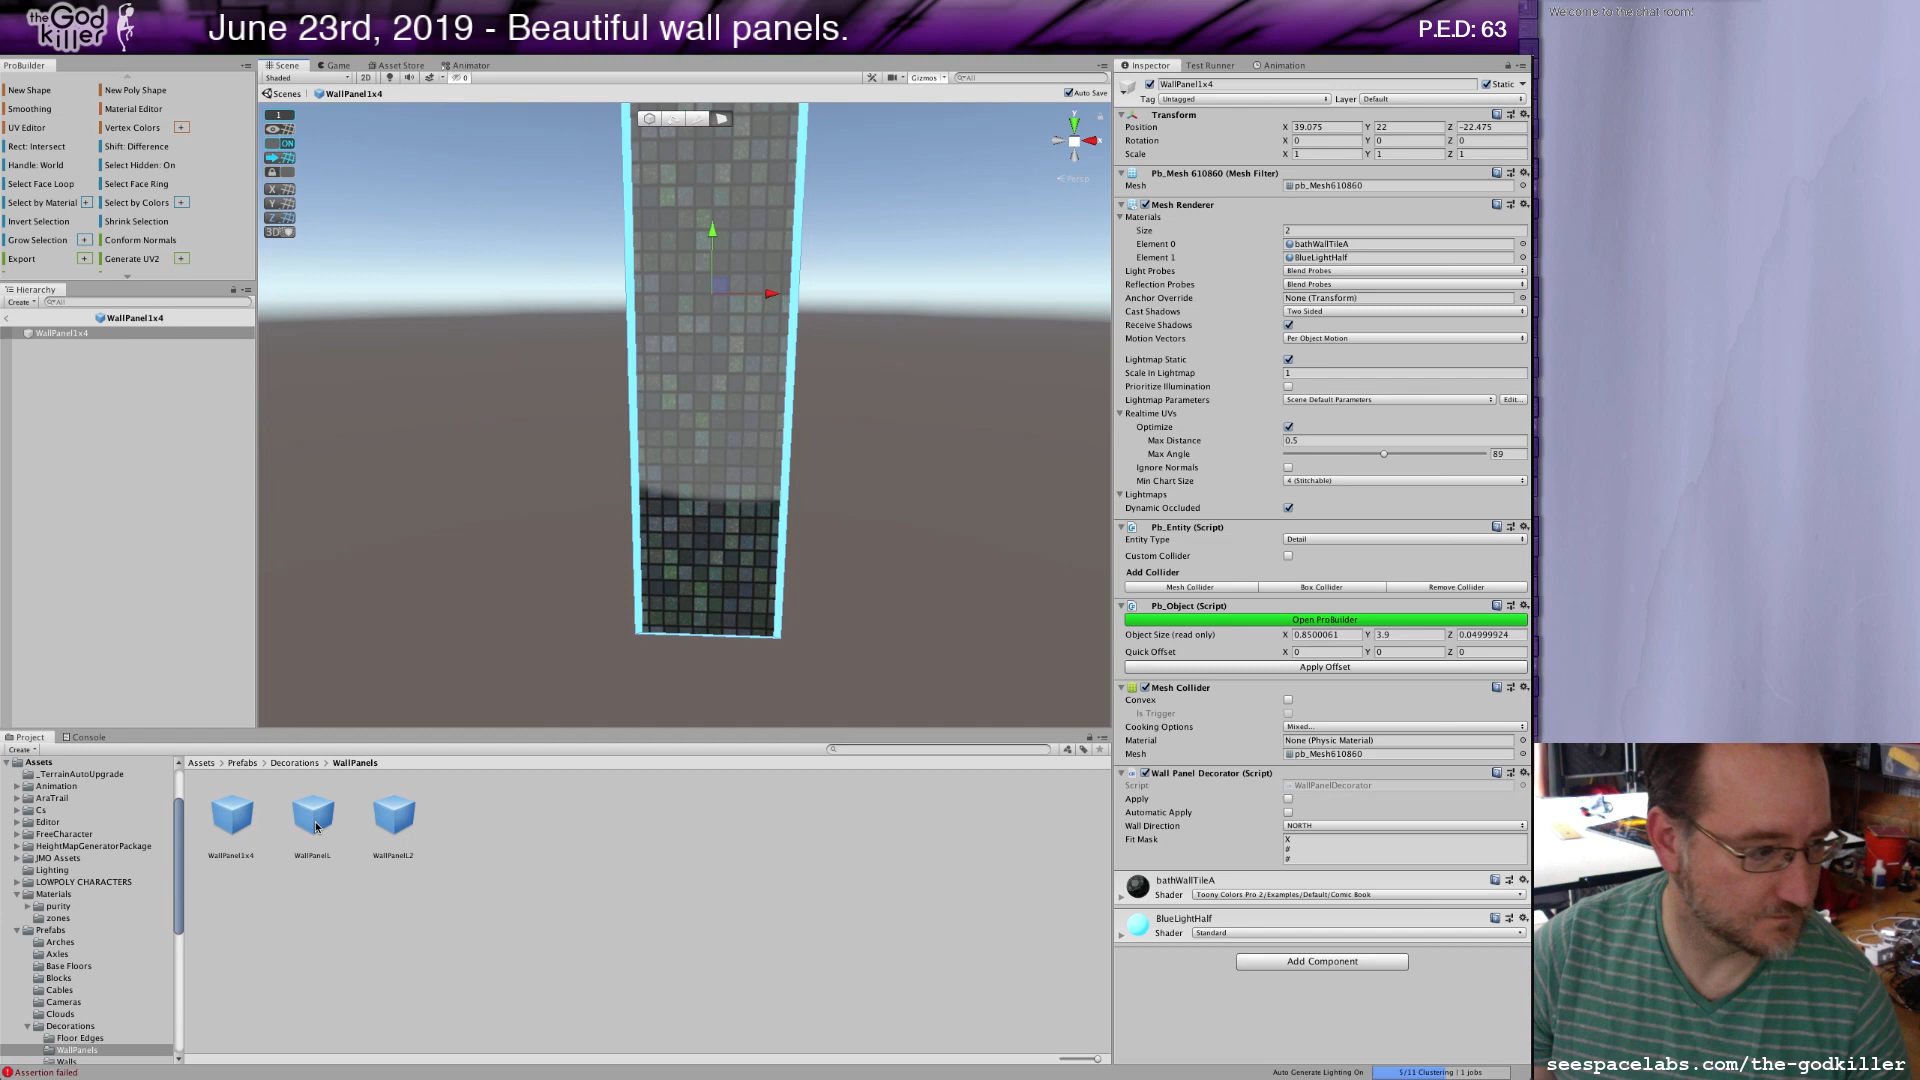 the God killer
June 23rd, 2019 - Beautiful wall panels.
P.E.D: 63
Welcome to the chat room!
ProBuilder
New Shape
New Poly Shape
Smoothing
Material Editor
UV Editor
Vertex Colors
Rect: Intersect
Shift: Difference
Handle: World
Select Hidden: On
Select Face Loop
Select Face Ring
Select by Material
Select by Colors
Invert Selection
Shrink Selection
Grow Selection
Conform Normals
Export
Generate UV2
Hierarchy
Create
All
WallPanel1x4
WallPanel1x4
Scene
Game
Asset Store
Animator
Shaded
2D
0
Gizmos
All
Scenes
WallPanel1x4
Auto Save
1
ON
X
Y
Z
3D
y
x
Persp
Project
Console
Create
Assets
_TerrainAutoUpgrade
Animation
AraTrail
Cs
Editor
FreeCharacter
HeightMapGeneratorPackage
JMO Assets
Lighting
LOWPOLY CHARACTERS
Materials
purity
zones
Prefabs
Arches
Axles
Base Floors
Blocks
Cables
Cameras
Clouds
Decorations
Floor Edges
WallPanels
Walls
Assets > Prefabs > Decorations > WallPanels
WallPanel1x4
WallPanelL
WallPanelL2
Assertion failed
Inspector
Test Runner
Animation
WallPanel1x4
Static
Tag Untagged
Layer Default
Transform
Position X 39.075 Y 22 Z -22.475
Rotation X 0 Y 0 Z 0
Scale X 1 Y 1 Z 1
Pb_Mesh 610860 (Mesh Filter)
Mesh pb_Mesh610860
Mesh Renderer
Materials
Size 2
Element 0 bathWallTileA
Element 1 BlueLightHalf
Light Probes Blend Probes
Reflection Probes Blend Probes
Anchor Override None (Transform)
Cast Shadows Two Sided
Receive Shadows
Motion Vectors Per Object Motion
Lightmap Static
Scale In Lightmap 1
Prioritize Illumination
Lightmap Parameters Scene Default Parameters Edit...
Realtime UVs
Optimize
Max Distance 0.5
Max Angle 89
Ignore Normals
Min Chart Size 4 (Stitchable)
Lightmaps
Dynamic Occluded
Pb_Entity (Script)
Entity Type Detail
Custom Collider
Add Collider
Mesh Collider Box Collider Remove Collider
Pb_Object (Script)
Open ProBuilder
Object Size (read only) X 0.8500061 Y 3.9 Z 0.04999924
Quick Offset X 0 Y 0 Z 0
Apply Offset
Mesh Collider
Convex
Is Trigger
Cooking Options Mixed...
Material None (Physic Material)
Mesh pb_Mesh610860
Wall Panel Decorator (Script)
Script WallPanelDecorator
Apply
Automatic Apply
Wall Direction NORTH
Fit Mask X
#
#
bathWallTileA
Shader Toony Colors Pro 2/Examples/Default/Comic Book
BlueLightHalf
Shader Standard
Add Component
Auto Generate Lighting On
5/11 Clustering | 1 jobs
seespacelabs.com/the-godkiller